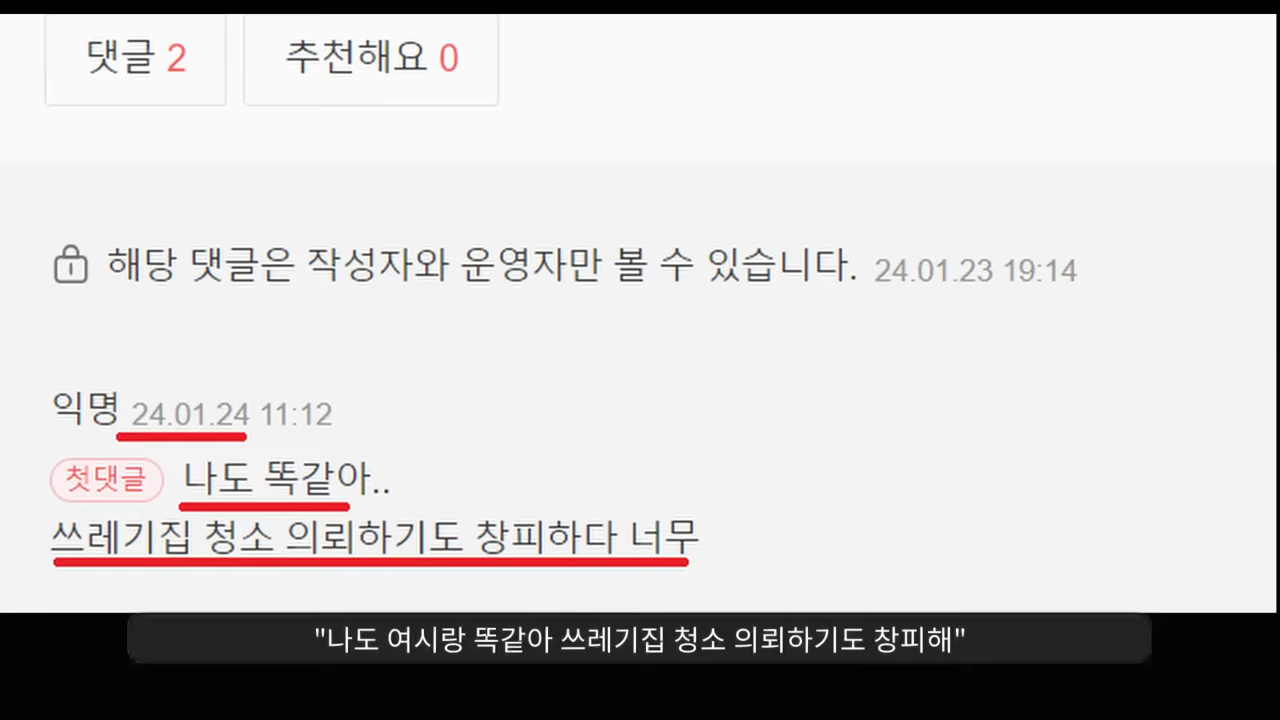 댓글 2 추천해요 0
해당 댓글은 작성자와 운영자만 볼 수 있습니다. 24.01.23 19:14
익명 24.01.24 11:12
첫댓글 나도 똑같아..
쓰레기집 청소 의뢰하기도 창피하다 너무
"나도 여시랑 똑같아 쓰레기집 청소 의뢰하기도 창피해"